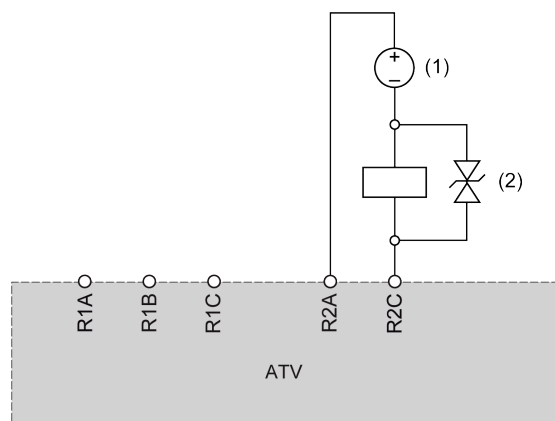 +
−
(1)
(2)
R1A
R1B
R1C
R2A
R2C
ATV